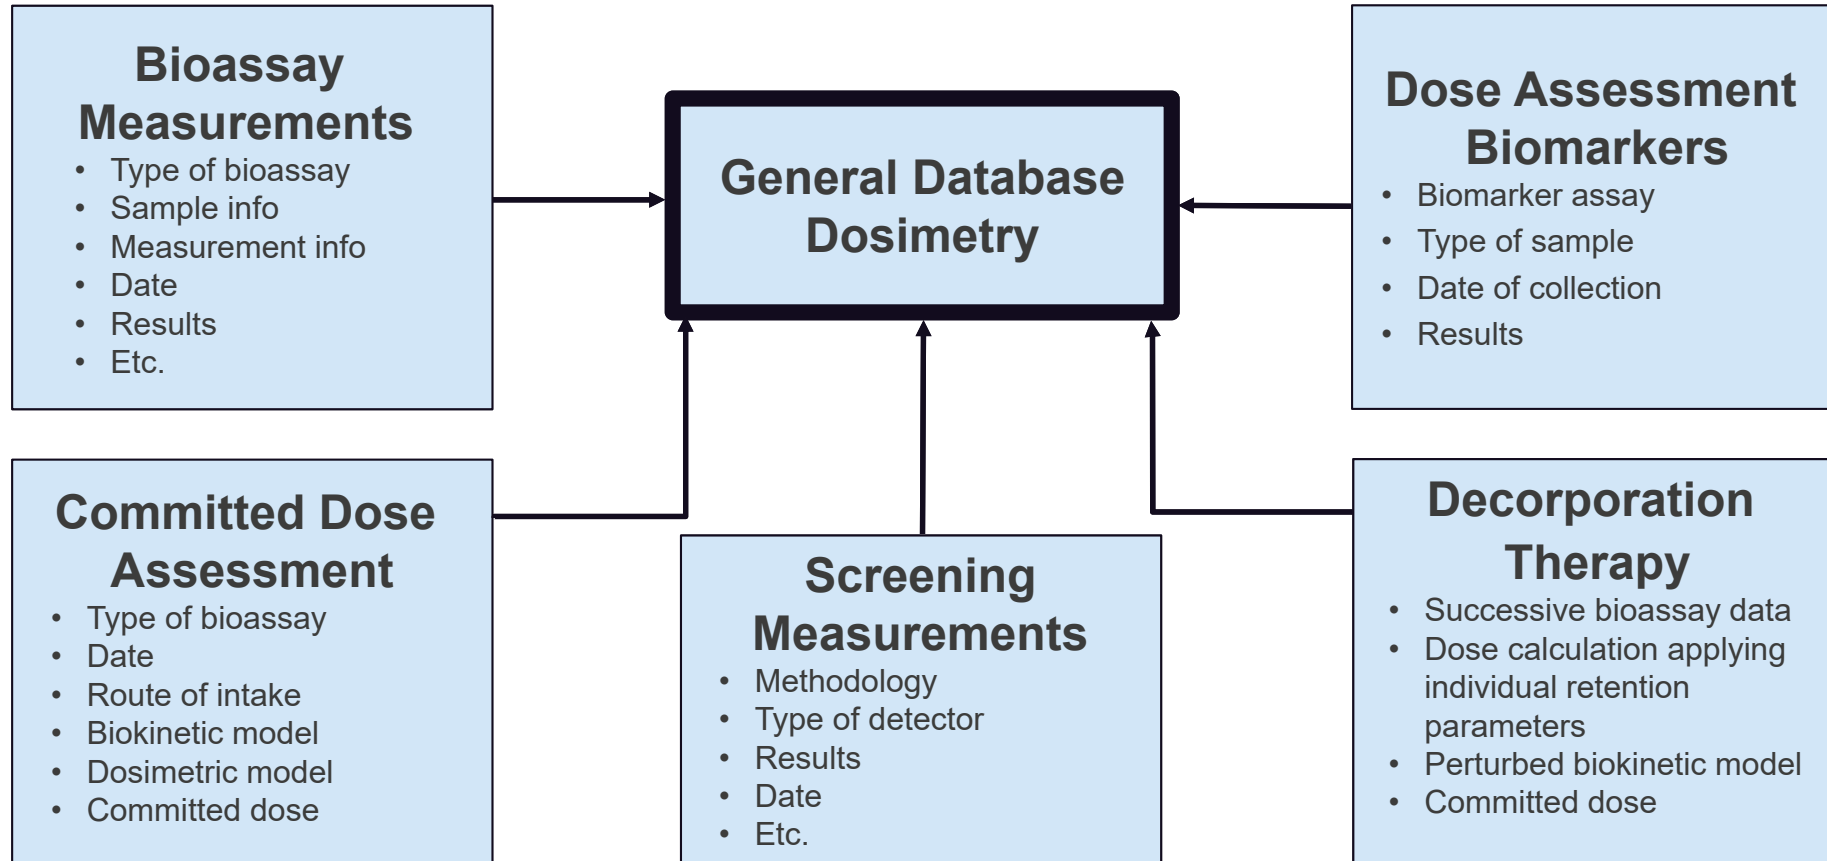 Bioassay
Measurements
• Type of bioassay
• Sample info
• Measurement info
• Date
• Results
• Etc.
General Database
Dosimetry
Dose Assessment
Biomarkers
• Biomarker assay
• Type of sample
• Date of collection
• Results
Committed Dose
Assessment
• Type of bioassay
• Date
• Route of intake
• Biokinetic model
• Dosimetric model
• Committed dose
Screening
Measurements
• Methodology
• Type of detector
• Results
• Date
• Etc.
Decorporation
Therapy
• Successive bioassay data
• Dose calculation applying
individual retention
parameters
• Perturbed biokinetic model
• Committed dose